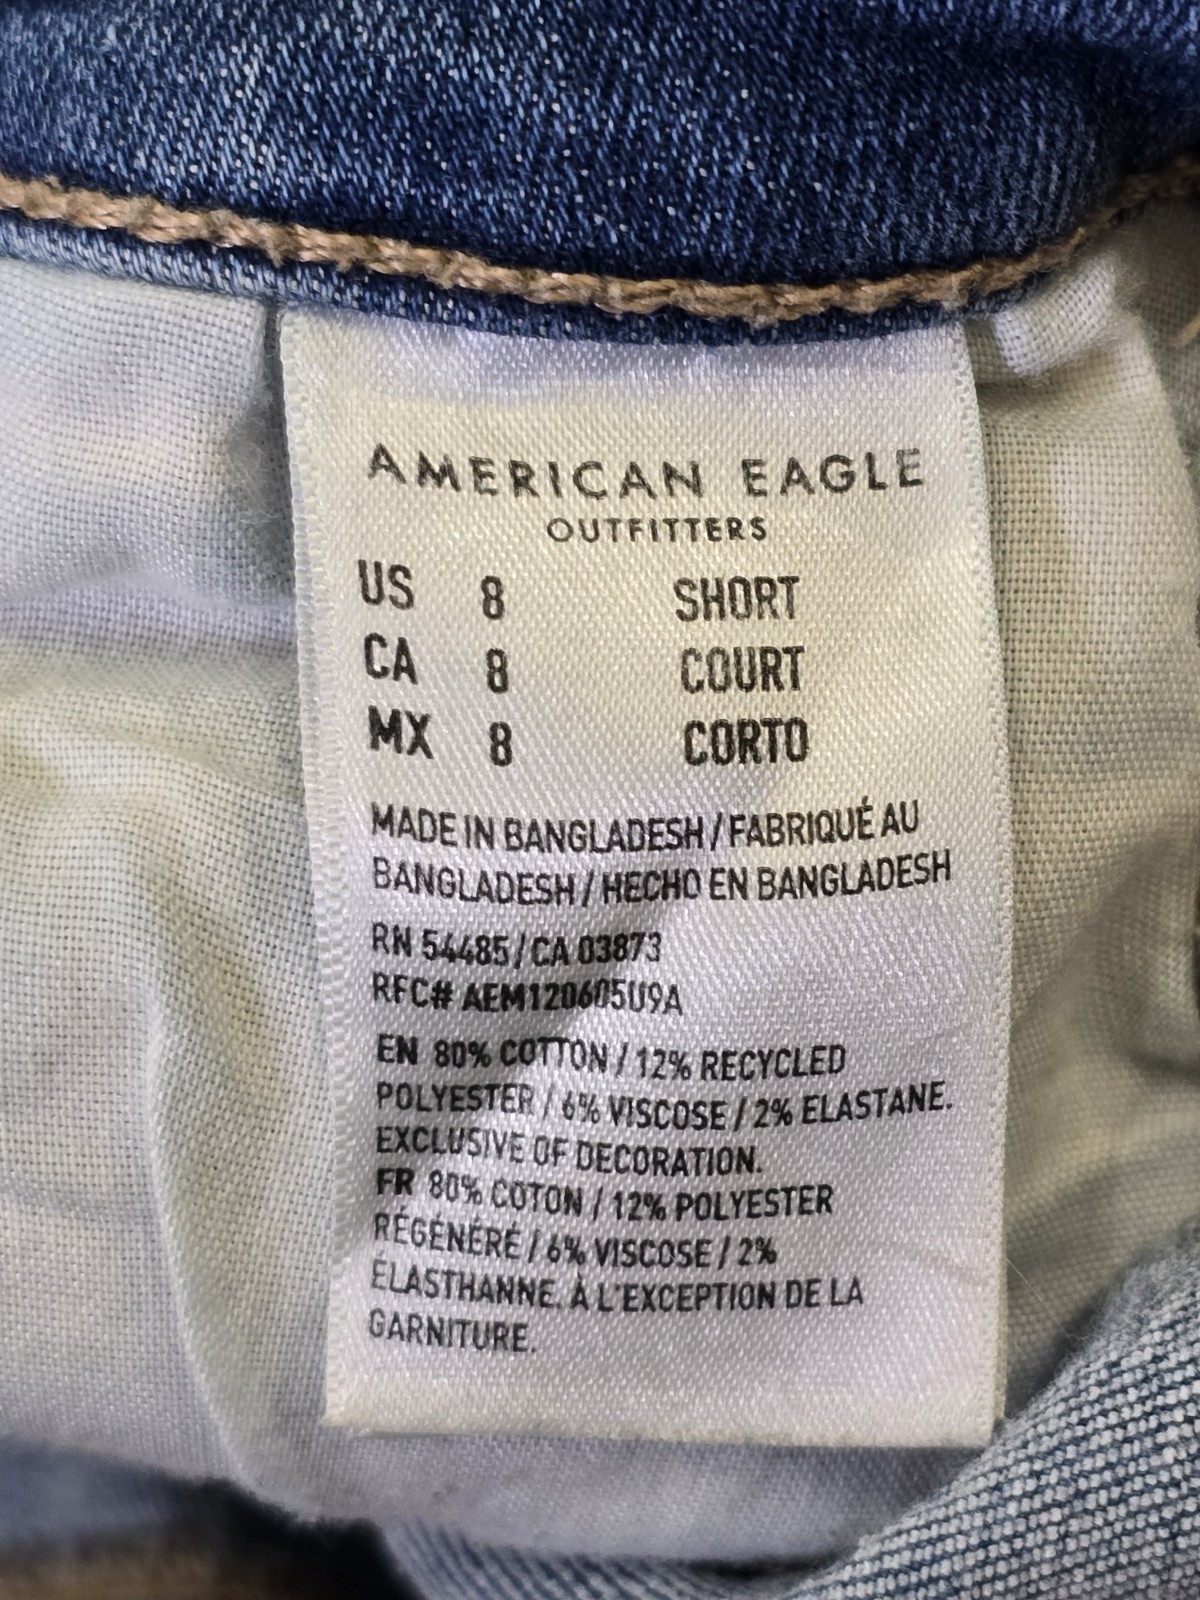 AMERICAN EAGLE
OUTFITTERS
US 8 SHORT
CA 8 COURT
MX 8 CORTO
MADE IN BANGLADESH / FABRIQUÉ AU
BANGLADESH / HECHO EN BANGLADESH
RN 54485 / CA 03873
RFC# AEM120605U9A
EN 80% COTTON / 12% RECYCLED
POLYESTER / 6% VISCOSE / 2% ELASTANE.
EXCLUSIVE OF DECORATION.
FR 80% COTON / 12% POLYESTER
RÉGÉNÉRÉ / 6% VISCOSE / 2%
ÉLASTHANNE. À L'EXCEPTION DE LA
GARNITURE.